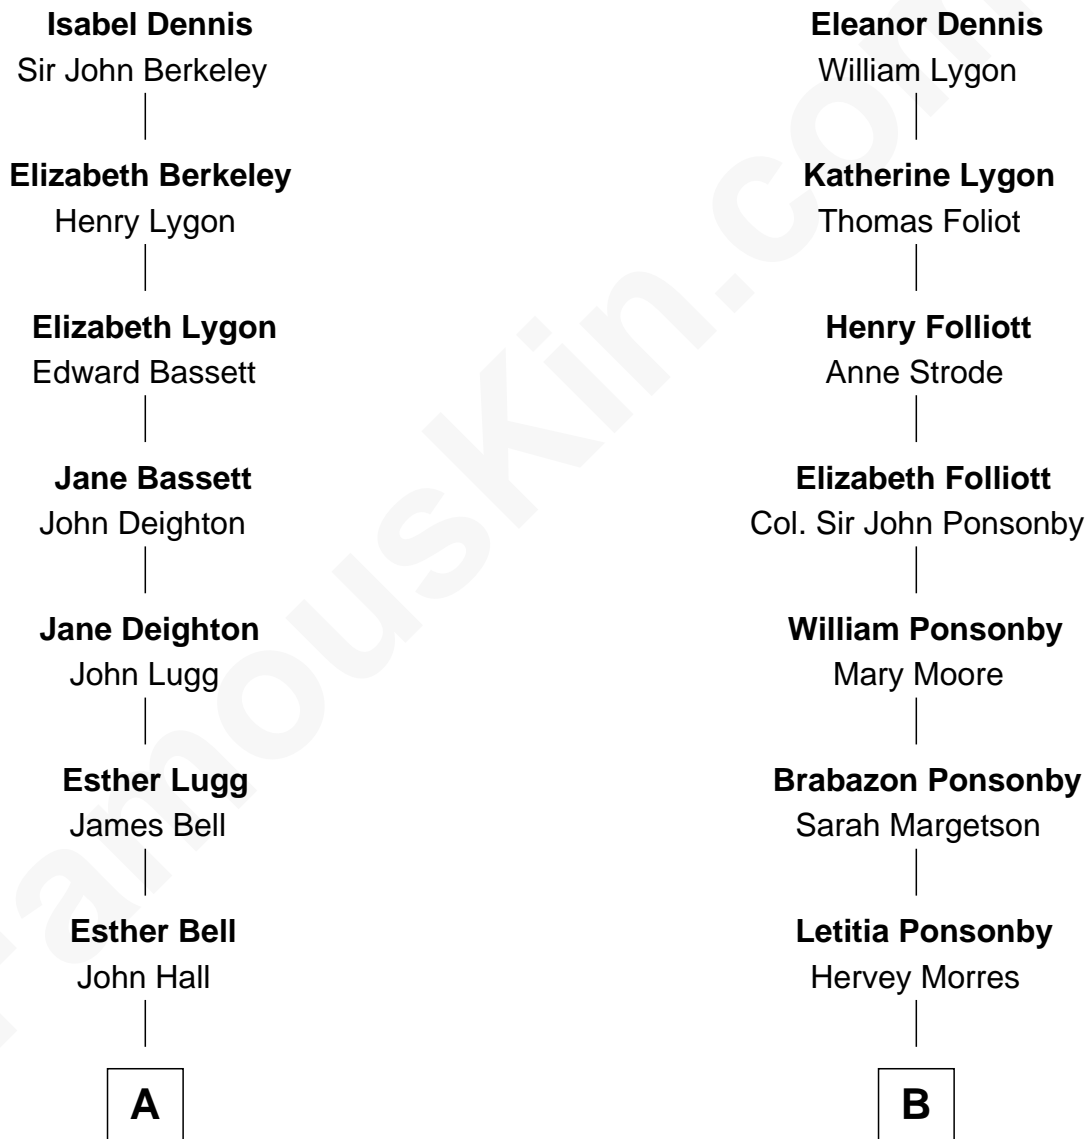 Isabel Dennis
Sir John Berkeley
Elizabeth Berkeley
Henry Lygon
Elizabeth Lygon
Edward Bassett
Jane Bassett
John Deighton
Jane Deighton
John Lugg
Esther Lugg
James Bell
Esther Bell
John Hall
A
Eleanor Dennis
William Lygon
Katherine Lygon
Thomas Foliot
Henry Folliott
Anne Strode
Elizabeth Folliott
Col. Sir John Ponsonby
William Ponsonby
Mary Moore
Brabazon Ponsonby
Sarah Margetson
Letitia Ponsonby
Hervey Morres
B
FamousKin.com